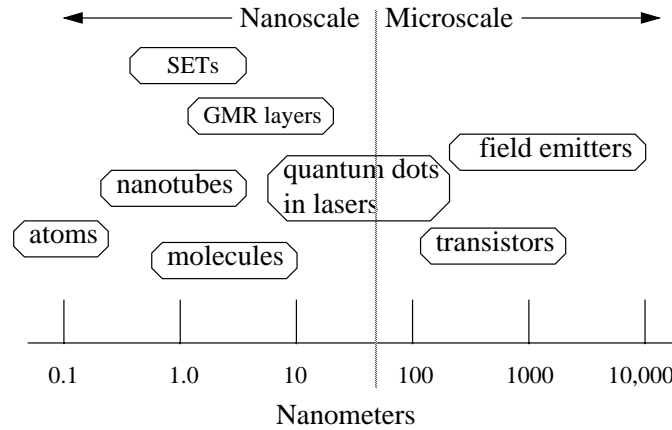 Nanoscale
Microscale
SETs
GMR layers
field emitters
quantum dots
in lasers
nanotubes
atoms
transistors
molecules
0.1
1.0
10
100
1000
10,000
Nanometers